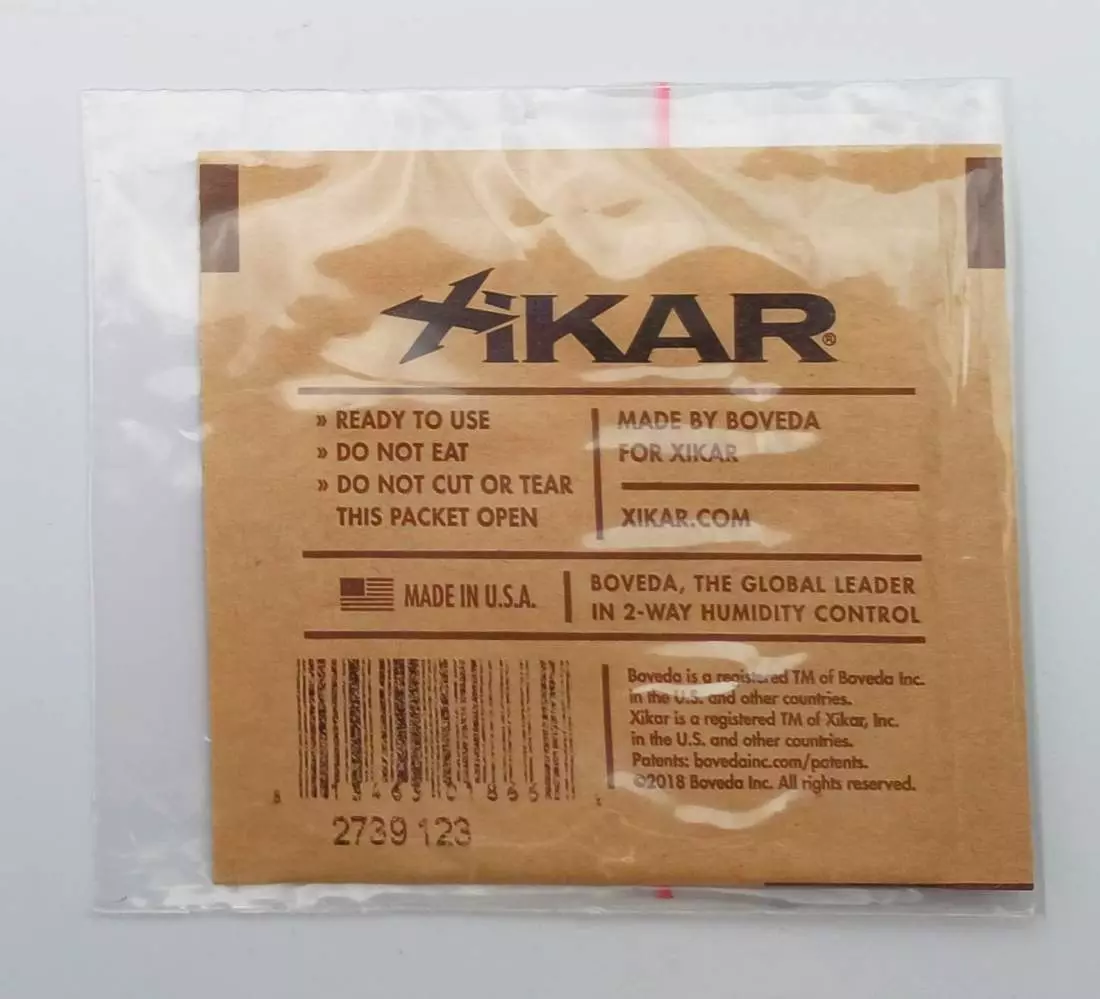 XIKAR®
» READY TO USE
» DO NOT EAT
» DO NOT CUT OR TEAR
THIS PACKET OPEN
MADE BY BOVEDA
FOR XIKAR
XIKAR.COM
MADE IN U.S.A.
BOVEDA, THE GLOBAL LEADER
IN 2-WAY HUMIDITY CONTROL
Boveda is a registered TM of Boveda Inc.
in the U.S. and other countries.
Xikar is a registered TM of Xikar, Inc.
in the U.S. and other countries.
Patents: bovedainc.com/patents.
©2018 Boveda Inc. All rights reserved.
2739 123